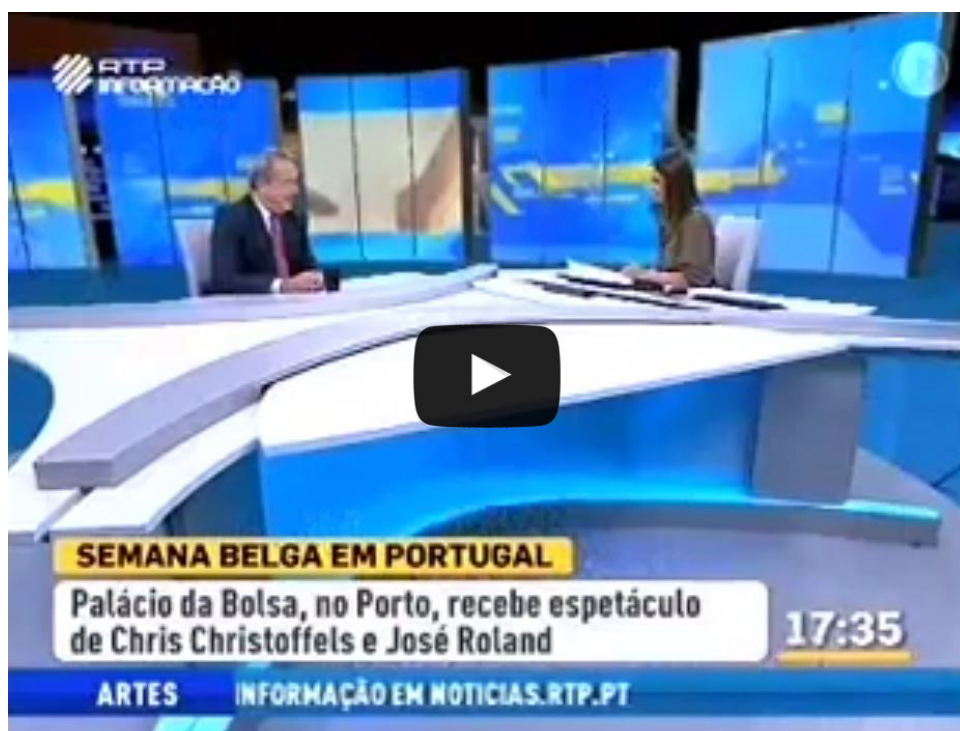 RTP
INFORMAÇÃO
SEMANA BELGA EM PORTUGAL
Palácio da Bolsa, no Porto, recebe espetáculo
de Chris Christoffels e José Roland
17:35
ARTES INFORMAÇÃO EM NOTICIAS.RTP.PT